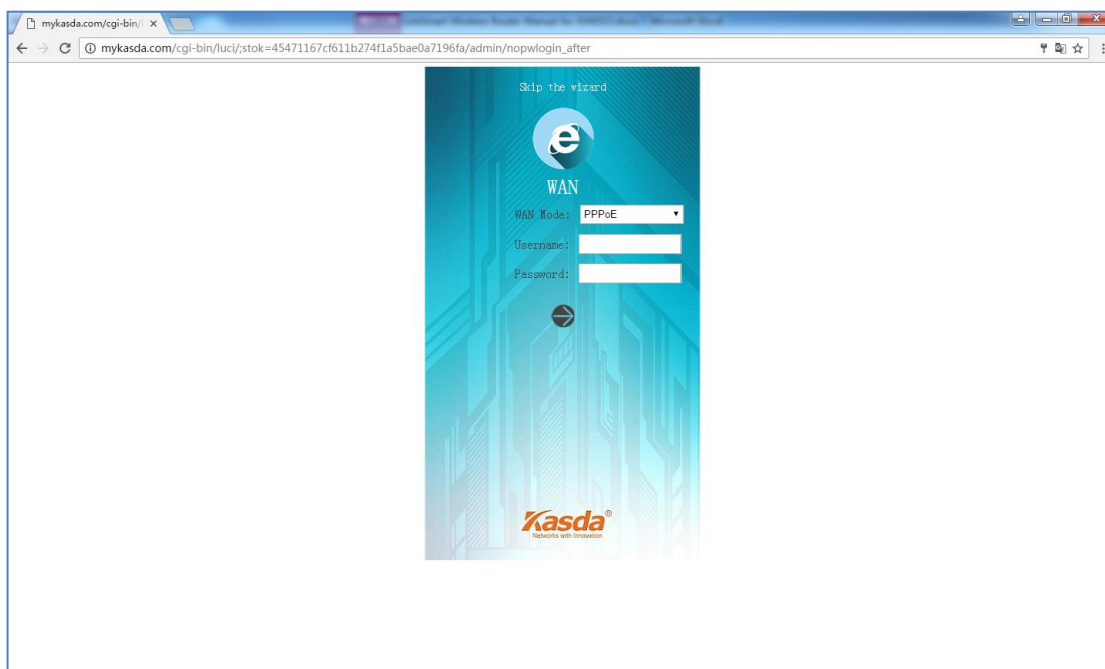 mykasda.com/cgi-bin/l
mykasda.com/cgi-bin/luci/;stok=45471167cf611b274f1a5bae0a7196fa/admin/nopwlogin_after
Skip the wizard
WAN
WAN Mode: PPPoE
Username:
Password:
Kasda®
Networks with Innovation